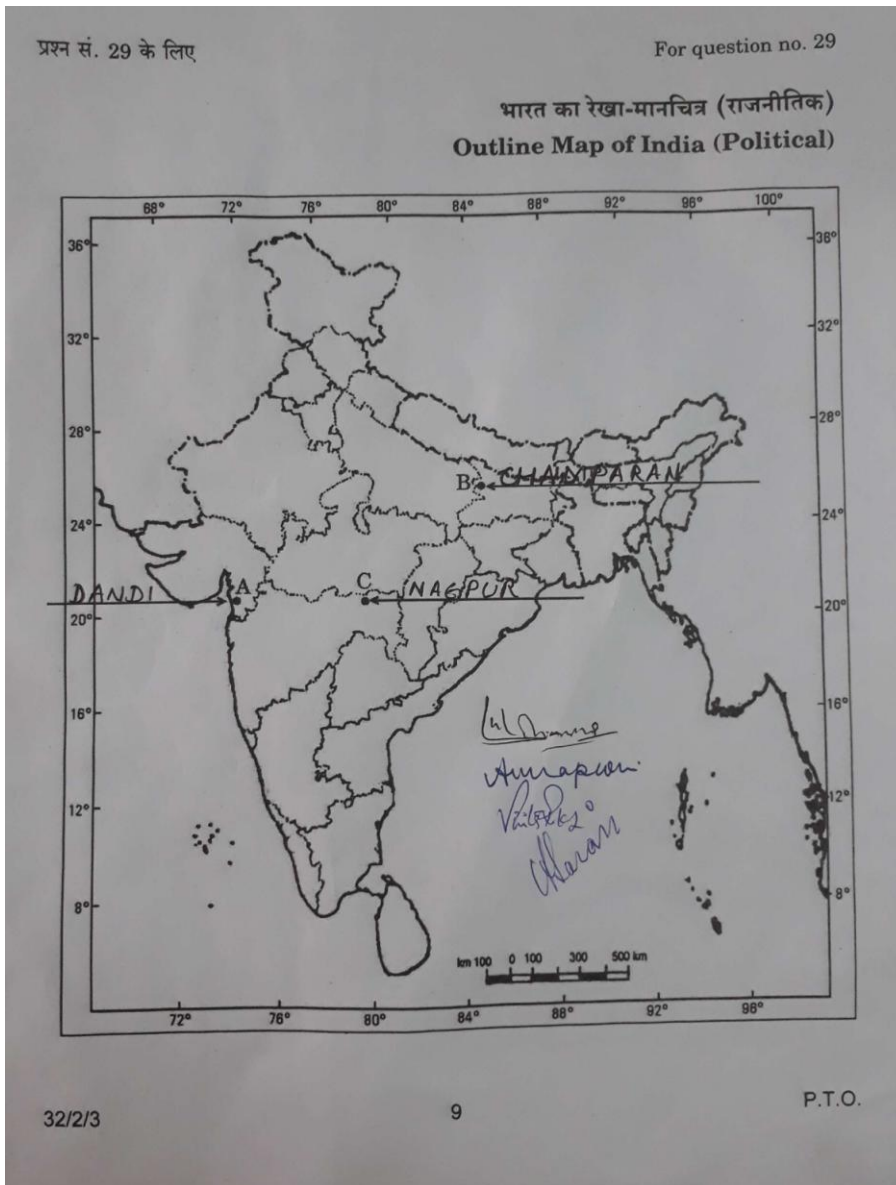 प्रश्न सं. 29 के लिए
For question no. 29
भारत का रेखा-मानचित्र (राजनीतिक)
Outline Map of India (Political)
68° 72° 76° 80° 84° 88° 92° 96° 100°
36° 36°
32° 32°
28° 28°
B CHAMPARAN
24° 24°
A C
DANDI NAGPUR
20° 20°
16° 16°
12° 12°
8° 8°
km 100 0 100 300 500 km
72° 76° 80° 84° 88° 92° 96°
32/2/3
9
P.T.O.